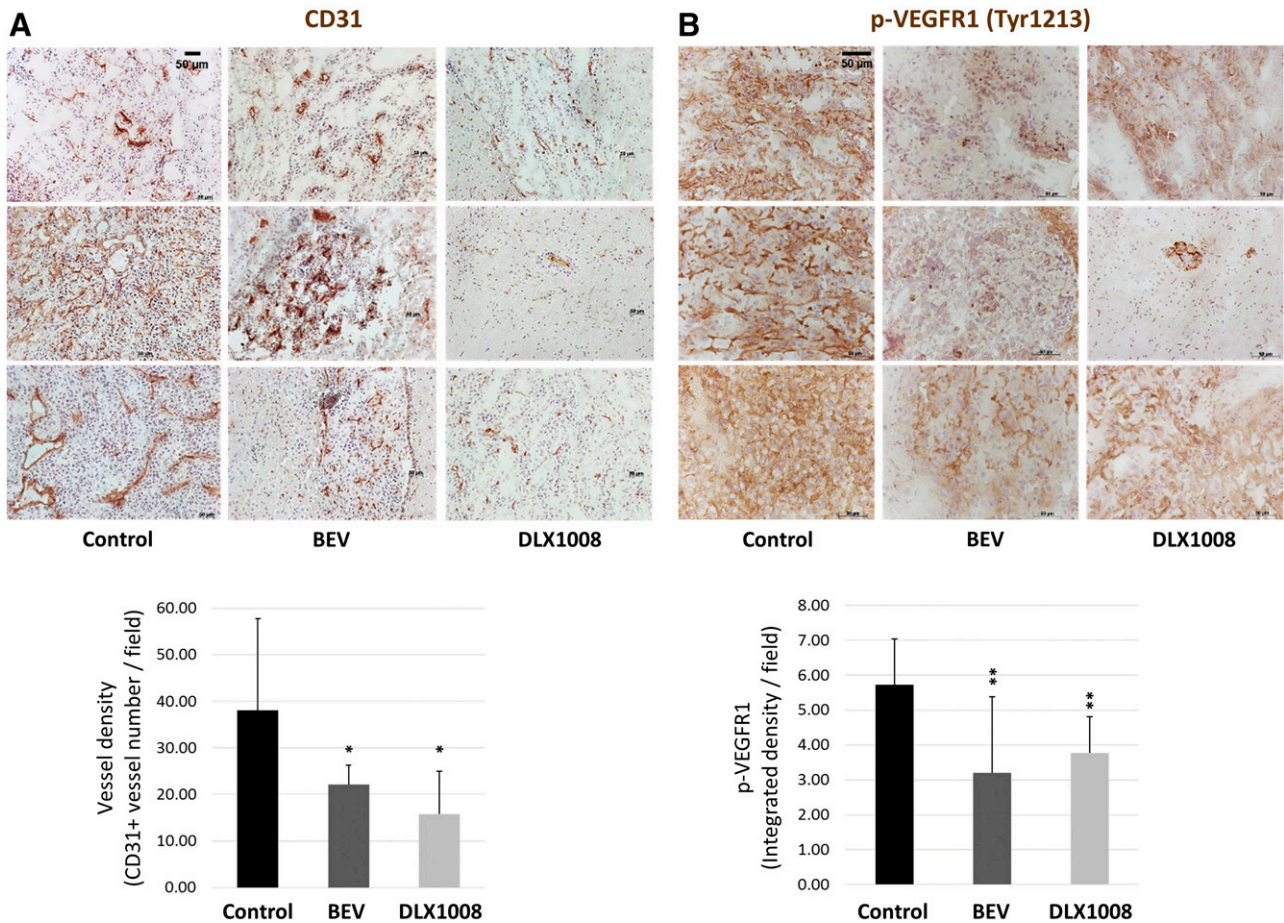 A
CD31
B
p-VEGFR1 (Tyr1213)
50 µm
50 µm
Control
BEV
DLX1008
Control
BEV
DLX1008
Vessel density
(CD31+ vessel number / field)
60.00
50.00
40.00
30.00
20.00
10.00
0.00
*
*
Control
BEV
DLX1008
p-VEGFR1
(Integrated density / field)
8.00
7.00
6.00
5.00
4.00
3.00
2.00
1.00
0.00
**
**
Control
BEV
DLX1008